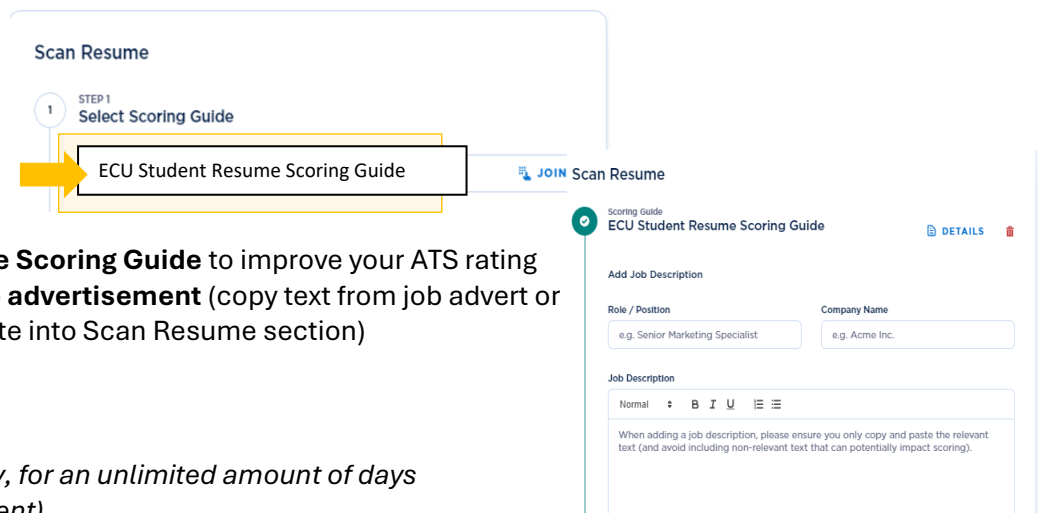 Scan Resume
1
STEP 1
Select Scoring Guide
ECU Student Resume Scoring Guide
JOIN
Scoring Guide to improve your ATS rating
advertisement (copy text from job advert or
into Scan Resume section)
for an unlimited amount of days
Scan Resume
Scoring Guide
ECU Student Resume Scoring Guide
DETAILS
Add Job Description
Role / Position
Company Name
e.g. Senior Marketing Specialist
e.g. Acme Inc.
Job Description
Normal B I U
When adding a job description, please ensure you only copy and paste the relevant
text (and avoid including non-relevant text that can potentially impact scoring).